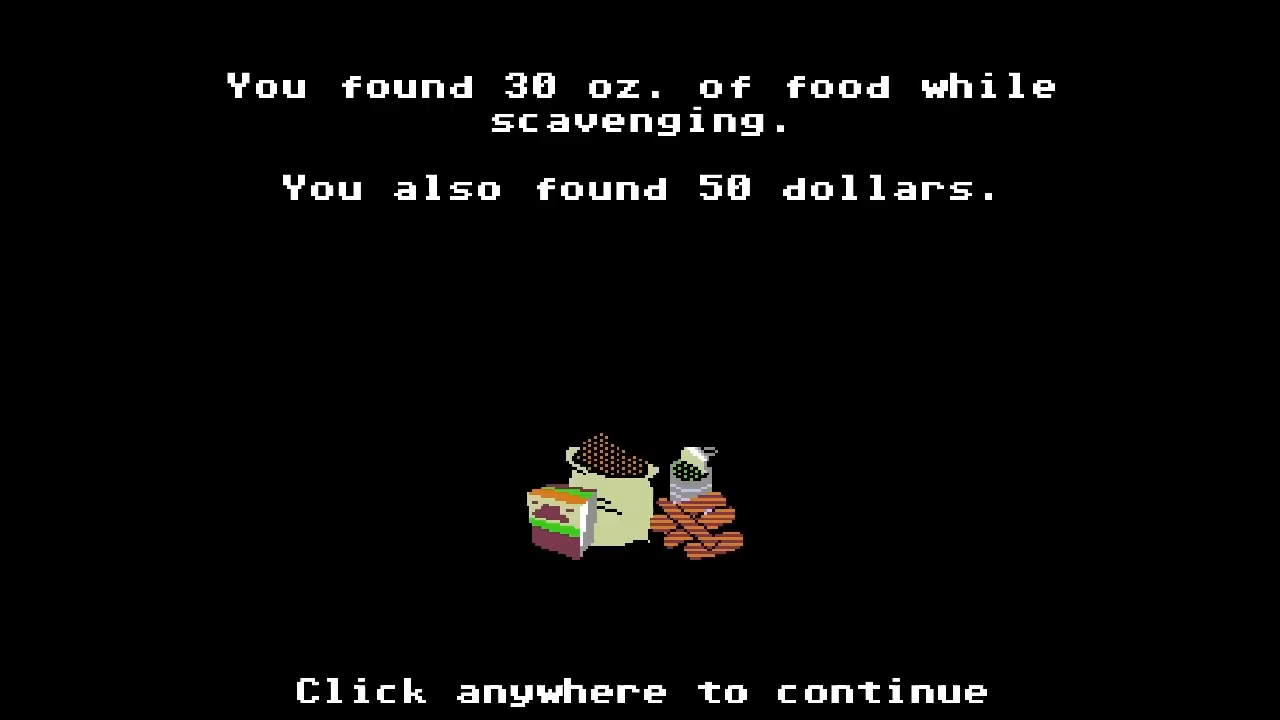 You found 30 oz. of food while
scavenging.
You also found 50 dollars.
Click anywhere to continue